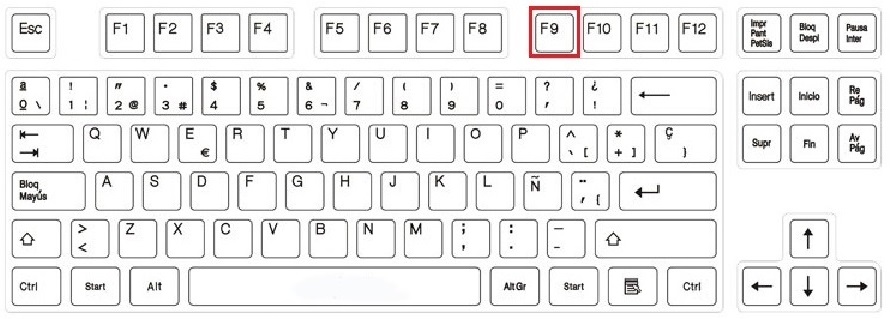 Esc F1 F2 F3 F4 F5 F6 F7 F8 F9 F10 F11 F12 Impr Pant PetSis Bloq Despl Pausa Inter
a ! " · $ % & / ( ) = ? ¿
0 \ 1 ¦ 2 @ 3 # 4 5 6 ¬ 7 8 9 0 ' ! ← Insert Inicio Re Pág
⇤ Q W E R T Y U I O P ^ * Ç
⇥ € \ [ + ] } Supr Fin Av Pág
Bloq Mayús A S D F G H J K L Ñ ¨ ´ [ ↵
⇧ > < Z X C V B N M ; , : . – - ⇧ ↑
Ctrl Start Alt Alt Gr Start Ctrl ← ↓ →